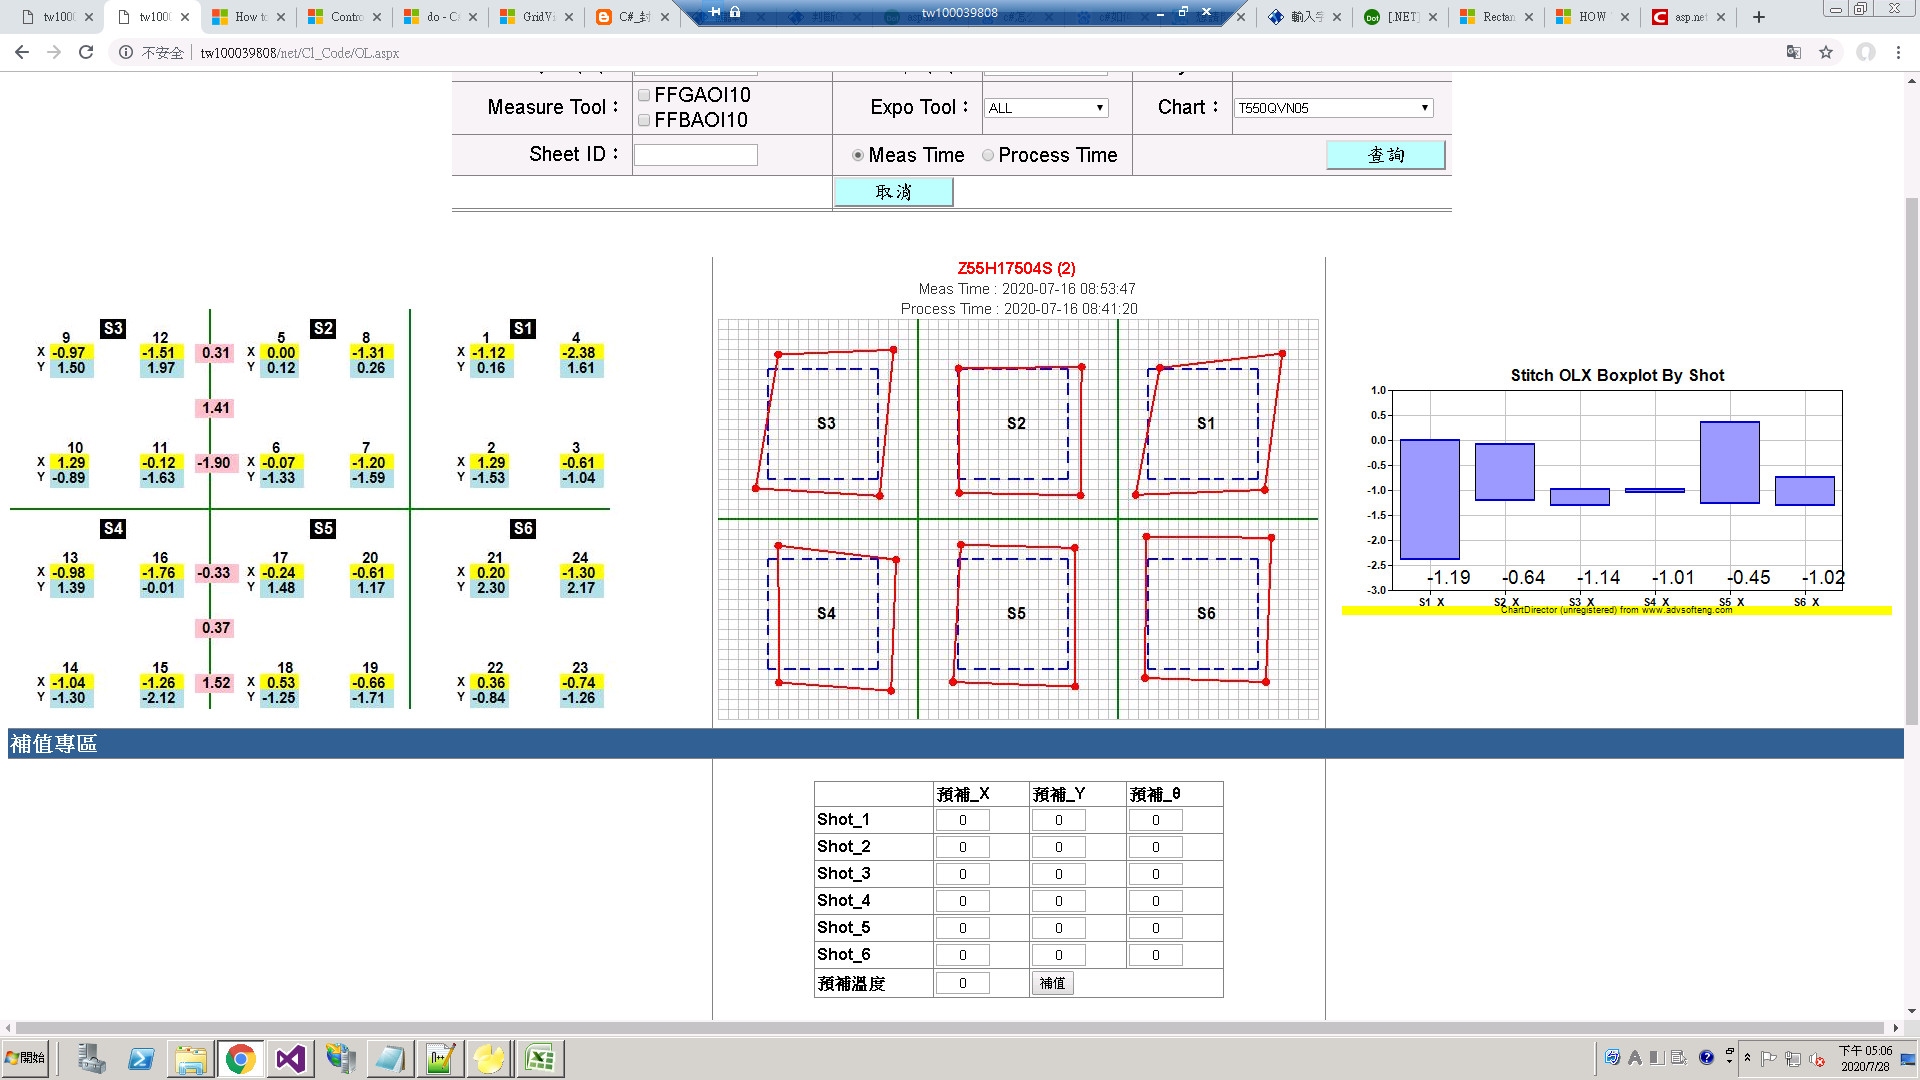 tw100
tw100
How to
Contro
do - C#
GridVi
C#_封
輸入字
[.NET]
Rectan
HOW
asp.net
tw100039808
不安全
tw100039808/net/Cl_Code/OL.aspx
Measure Tool：
FFGAOI10
FFBAOI10
Expo Tool：
ALL
Chart：
T550QVN05
Sheet ID：
Meas Time
Process Time
查詢
取消
Z55H17504S (2)
Meas Time : 2020-07-16 08:53:47
Process Time : 2020-07-16 08:41:20
S3 S2 S1
9 12 5 8 1 4
X -0.97 -1.51 0.31 X 0.00 -1.31 X -1.12 -2.38
Y 1.50 1.97 Y 0.12 0.26 Y 0.16 1.61
1.41
10 11 6 7 2 3
X 1.29 -0.12 -1.90 X -0.07 -1.20 X 1.29 -0.61
Y -0.89 -1.63 Y -1.33 -1.59 Y -1.53 -1.04
S4 S5 S6
13 16 17 20 21 24
X -0.98 -1.76 -0.33 X -0.24 -0.61 X 0.20 -1.30
Y 1.39 -0.01 Y 1.48 1.17 Y 2.30 2.17
0.37
14 15 18 19 22 23
X -1.04 -1.26 1.52 X 0.53 -0.66 X 0.36 -0.74
Y -1.30 -2.12 Y -1.25 -1.71 Y -0.84 -1.26
S3 S2 S1
S4 S5 S6
Stitch OLX Boxplot By Shot
1.0
0.5
0.0
-0.5
-1.0
-1.5
-2.0
-2.5
-3.0
-1.19 -0.64 -1.14 -1.01 -0.45 -1.02
S1_X S2_X S3_X S4_X S5_X S6_X
ChartDirector (unregistered) from www.advsofteng.com
補值專區
預補_X 預補_Y 預補_θ
Shot_1 0 0 0
Shot_2 0 0 0
Shot_3 0 0 0
Shot_4 0 0 0
Shot_5 0 0 0
Shot_6 0 0 0
預補溫度 0 補值
開始
下午 05:06
2020/7/28